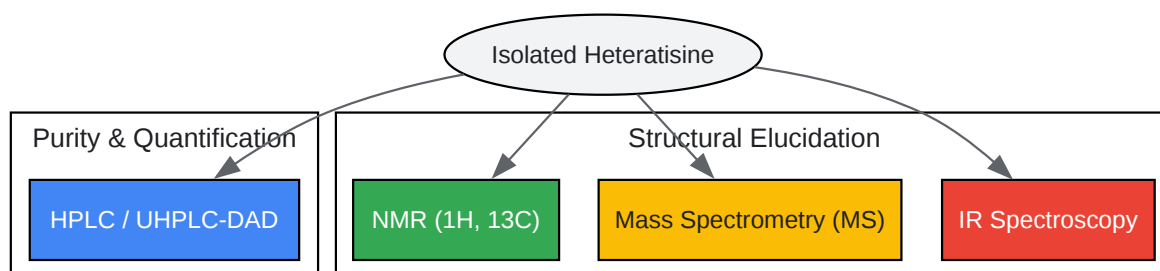 Isolated Heteratisine
Purity & Quantification
Structural Elucidation
HPLC / UHPLC-DAD
NMR (1H, 13C)
Mass Spectrometry (MS)
IR Spectroscopy